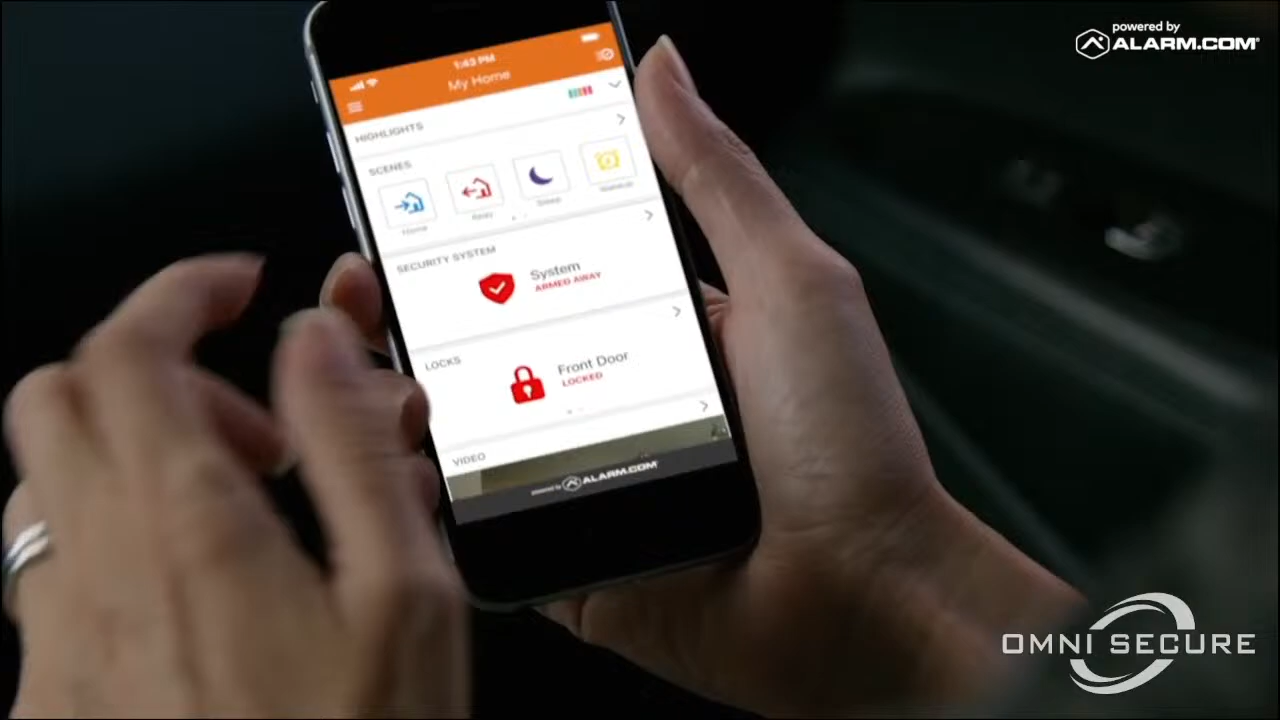 powered by
ALARM.COM
1:43 PM
My Home
HIGHLIGHTS
SCENES
Home
Away
Sleep
SECURITY SYSTEM
System
ARMED AWAY
LOCKS
Front Door
LOCKED
VIDEO
powered by ALARM.COM
OMNI SECURE